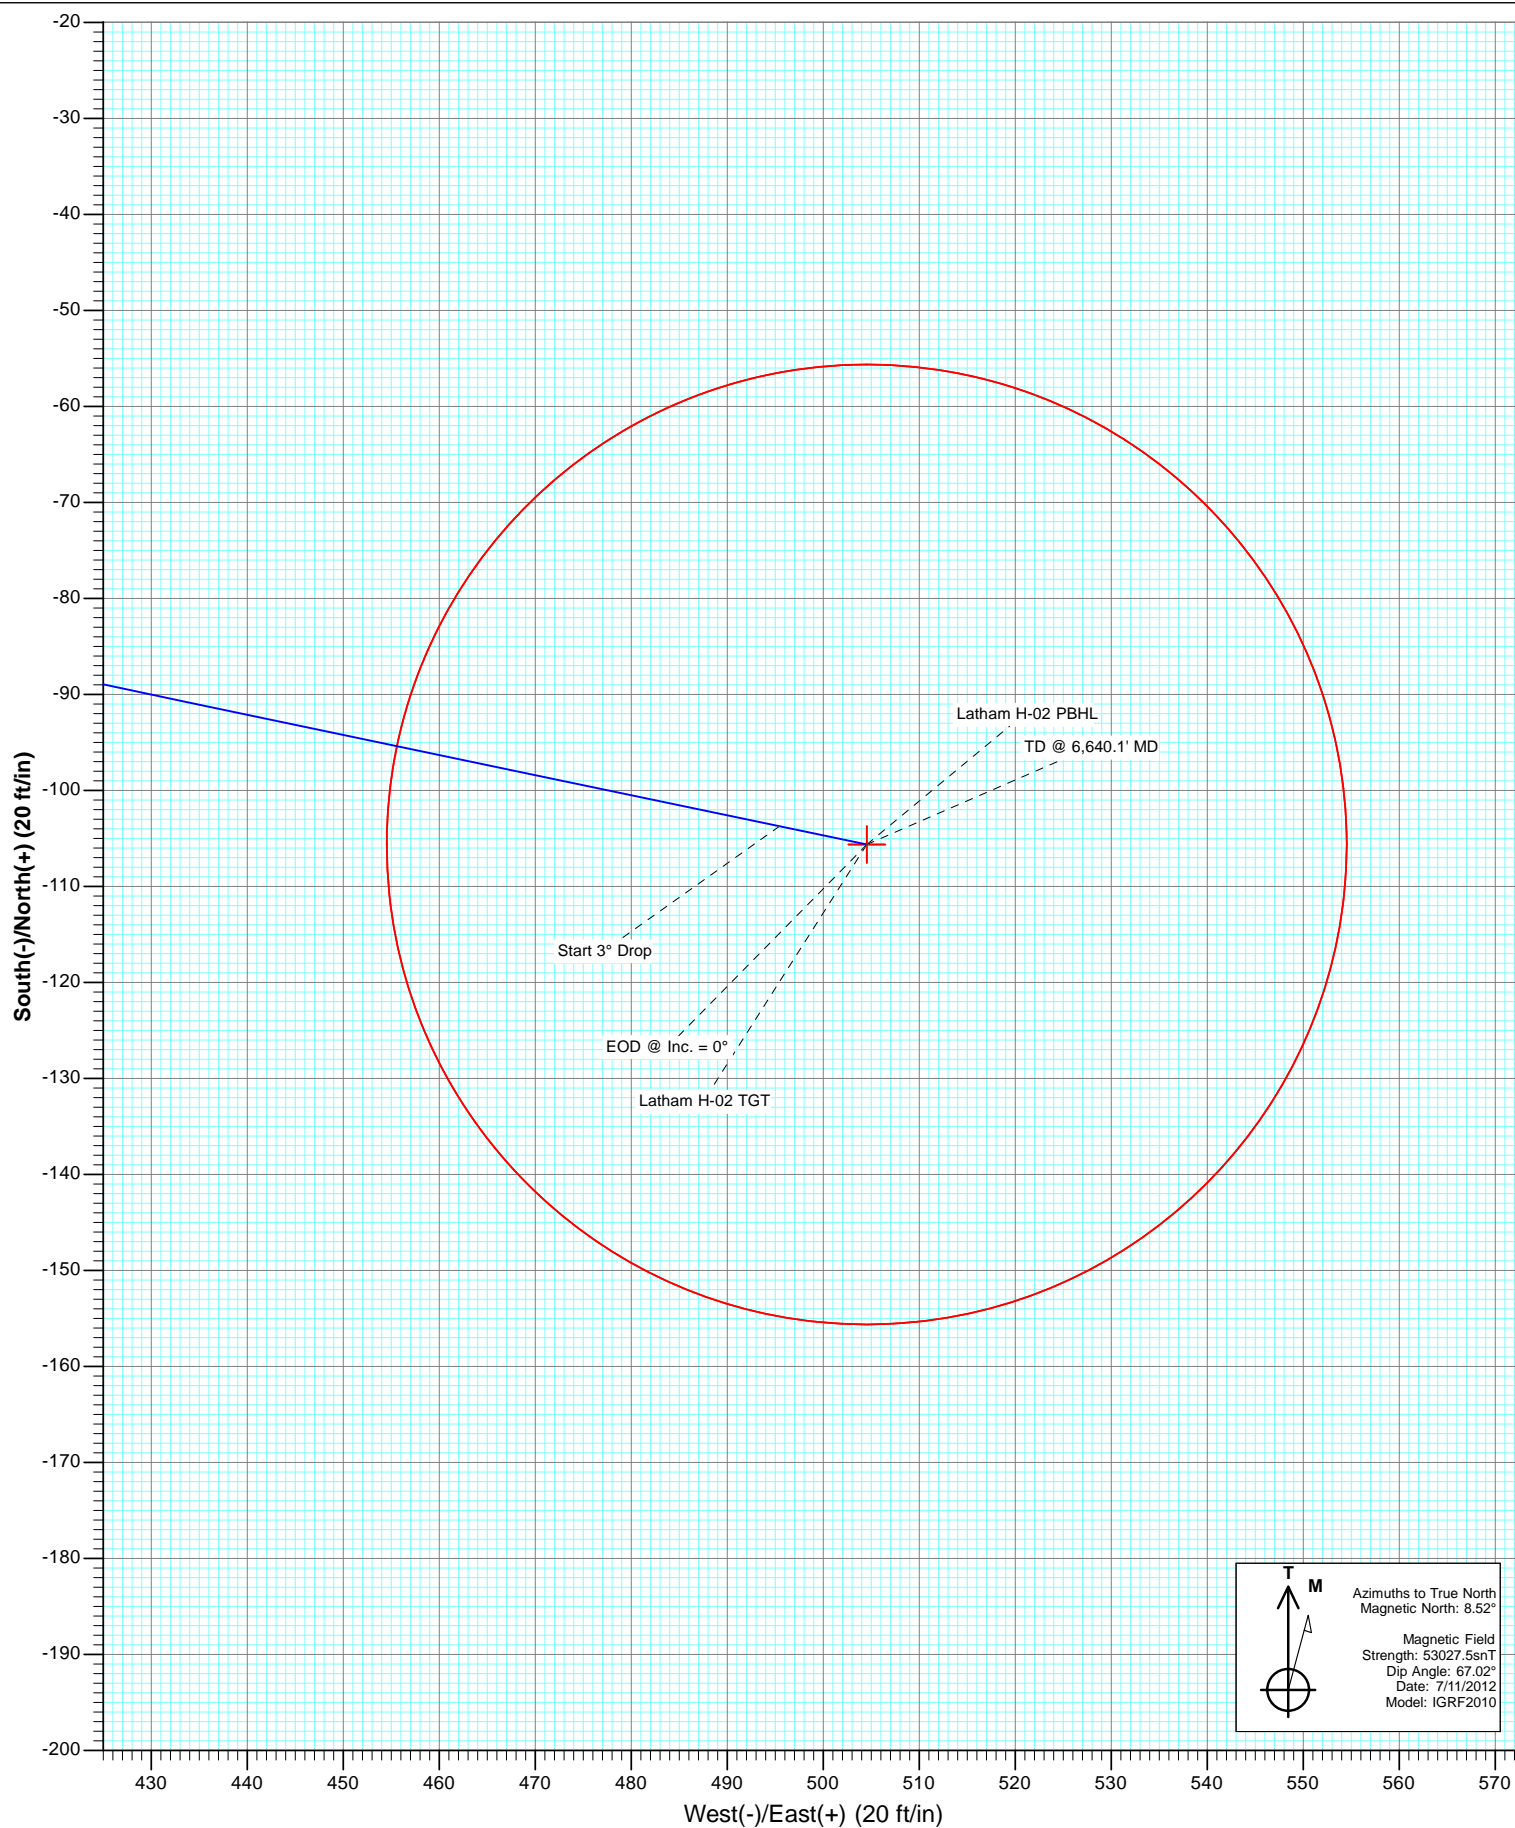 -20
-30
-40
-50
-60
-70
-80
-90
-100
-110
-120
-130
-140
-150
-160
-170
-180
-190
-200
South(-)/North(+) (20 ft/in)
Latham H-02 PBHL
TD @ 6,640.1' MD
Start 3° Drop
EOD @ Inc. = 0°
Latham H-02 TGT
T
M
Azimuths to True North
Magnetic North: 8.52°
Magnetic Field
Strength: 53027.5snT
Dip Angle: 67.02°
Date: 7/11/2012
Model: IGRF2010
430 440 450 460 470 480 490 500 510 520 530 540 550 560 570
West(-)/East(+) (20 ft/in)